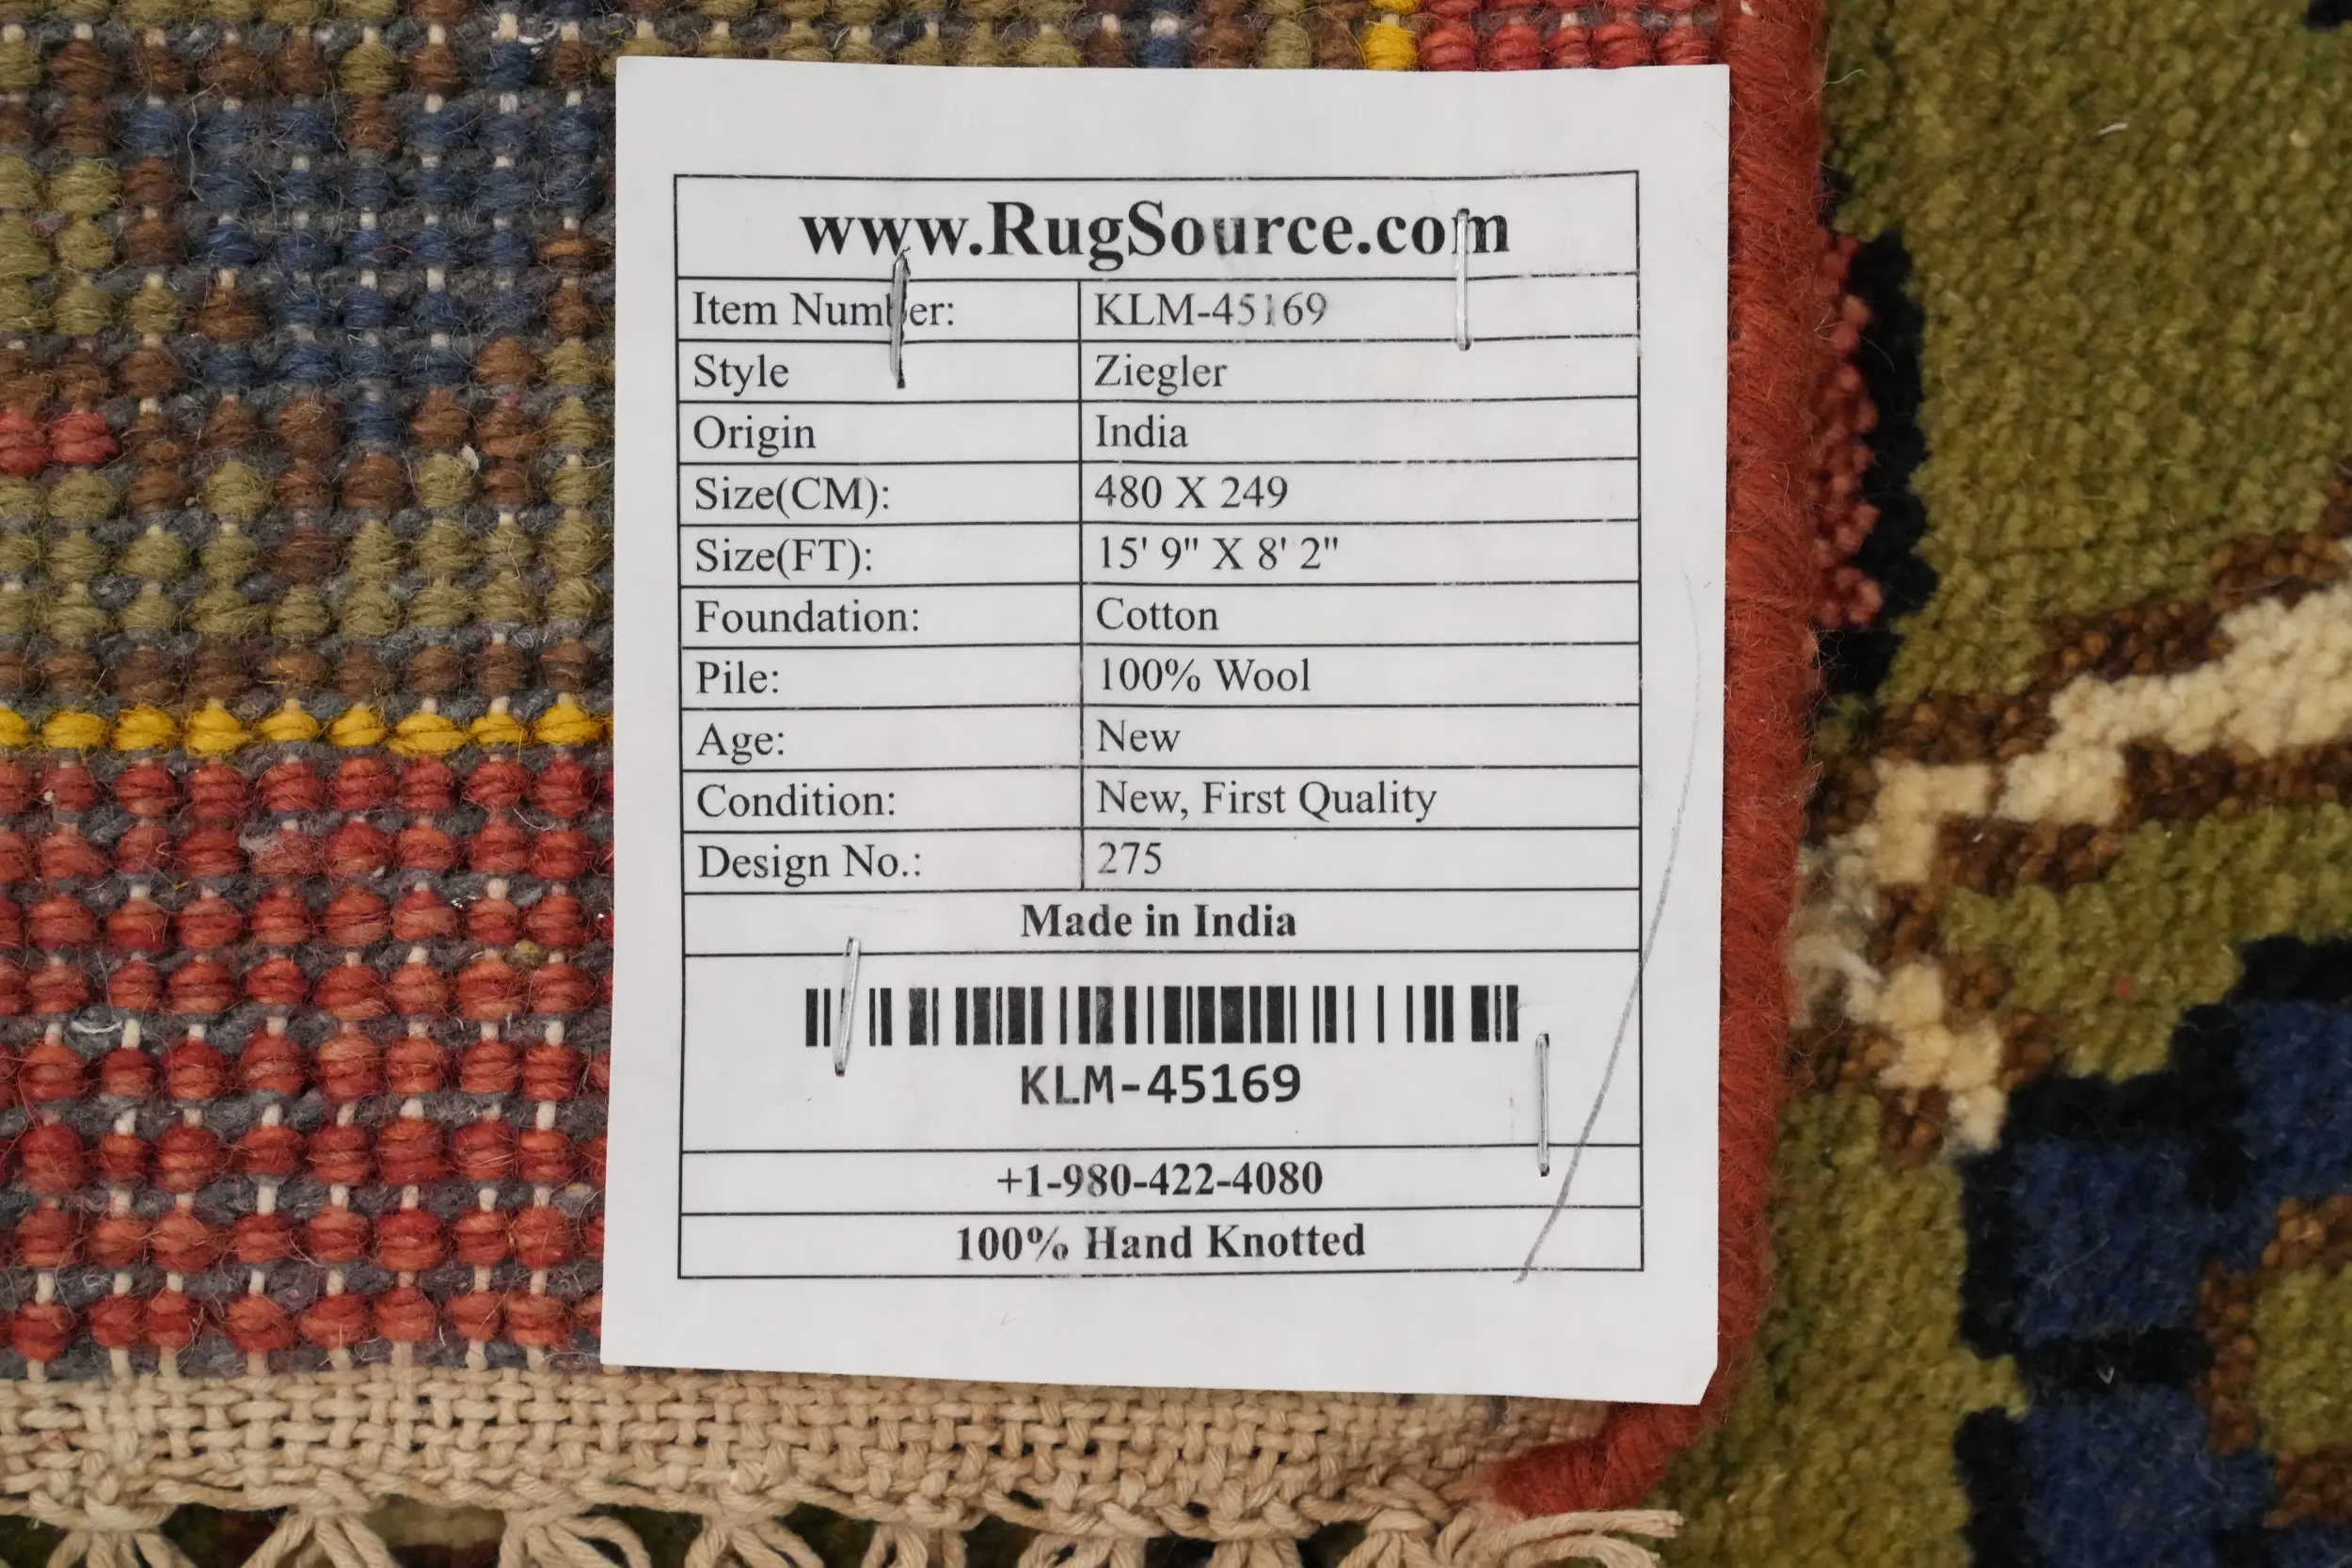 www.RugSource.com
Item Number: KLM-45169
Style Ziegler
Origin India
Size(CM): 480 X 249
Size(FT): 15' 9" X 8' 2"
Foundation: Cotton
Pile: 100% Wool
Age: New
Condition: New, First Quality
Design No.: 275
Made in India
KLM-45169
+1-980-422-4080
100% Hand Knotted